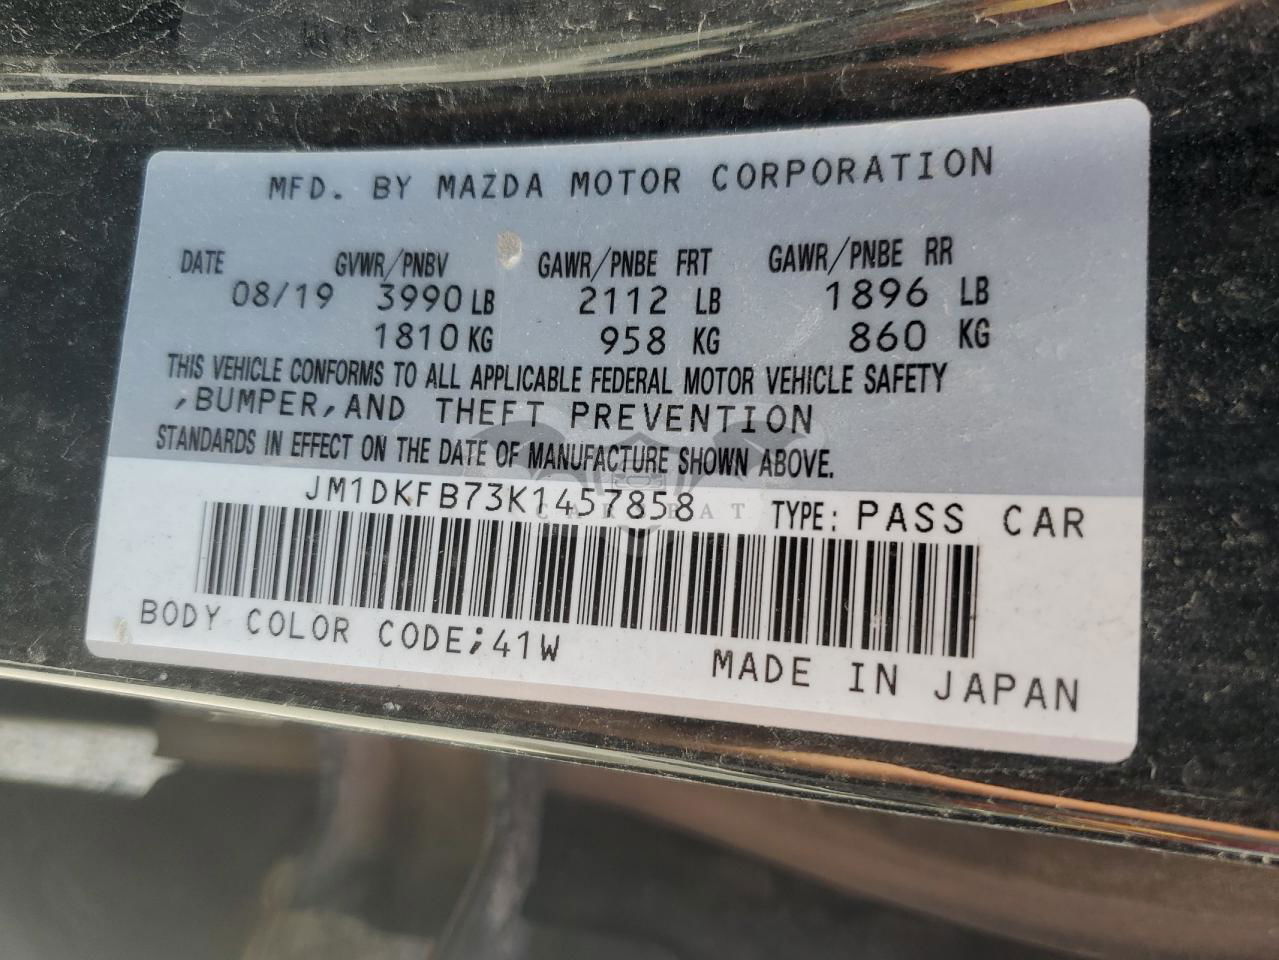 MFD. BY MAZDA MOTOR CORPORATION
DATE GVWR/PNBV GAWR/PNBE FRT GAWR/PNBE RR
08/19 3990 LB 2112 LB 1896 LB
1810 KG 958 KG 860 KG
THIS VEHICLE CONFORMS TO ALL APPLICABLE FEDERAL MOTOR VEHICLE SAFETY
,BUMPER,AND THEFT PREVENTION
STANDARDS IN EFFECT ON THE DATE OF MANUFACTURE SHOWN ABOVE.
JM1DKFB73K1457858 TYPE: PASS CAR
BODY COLOR CODE;41W
MADE IN JAPAN